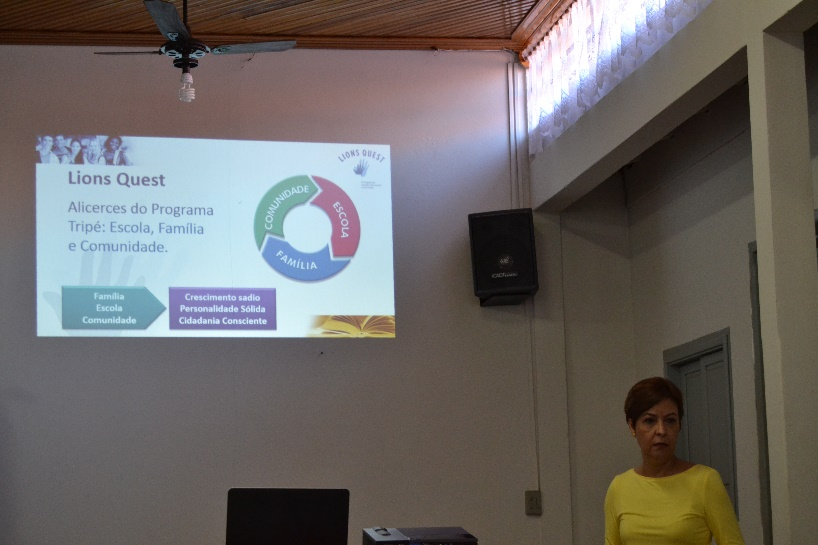 Lions Quest
LIONS QUEST
Alicerces do Programa
Tripé: Escola, Família
e Comunidade.
COMUNIDADE
ESCOLA
FAMÍLIA
Família
Escola
Comunidade
Crescimento sadio
Personalidade Sólida
Cidadania Consciente